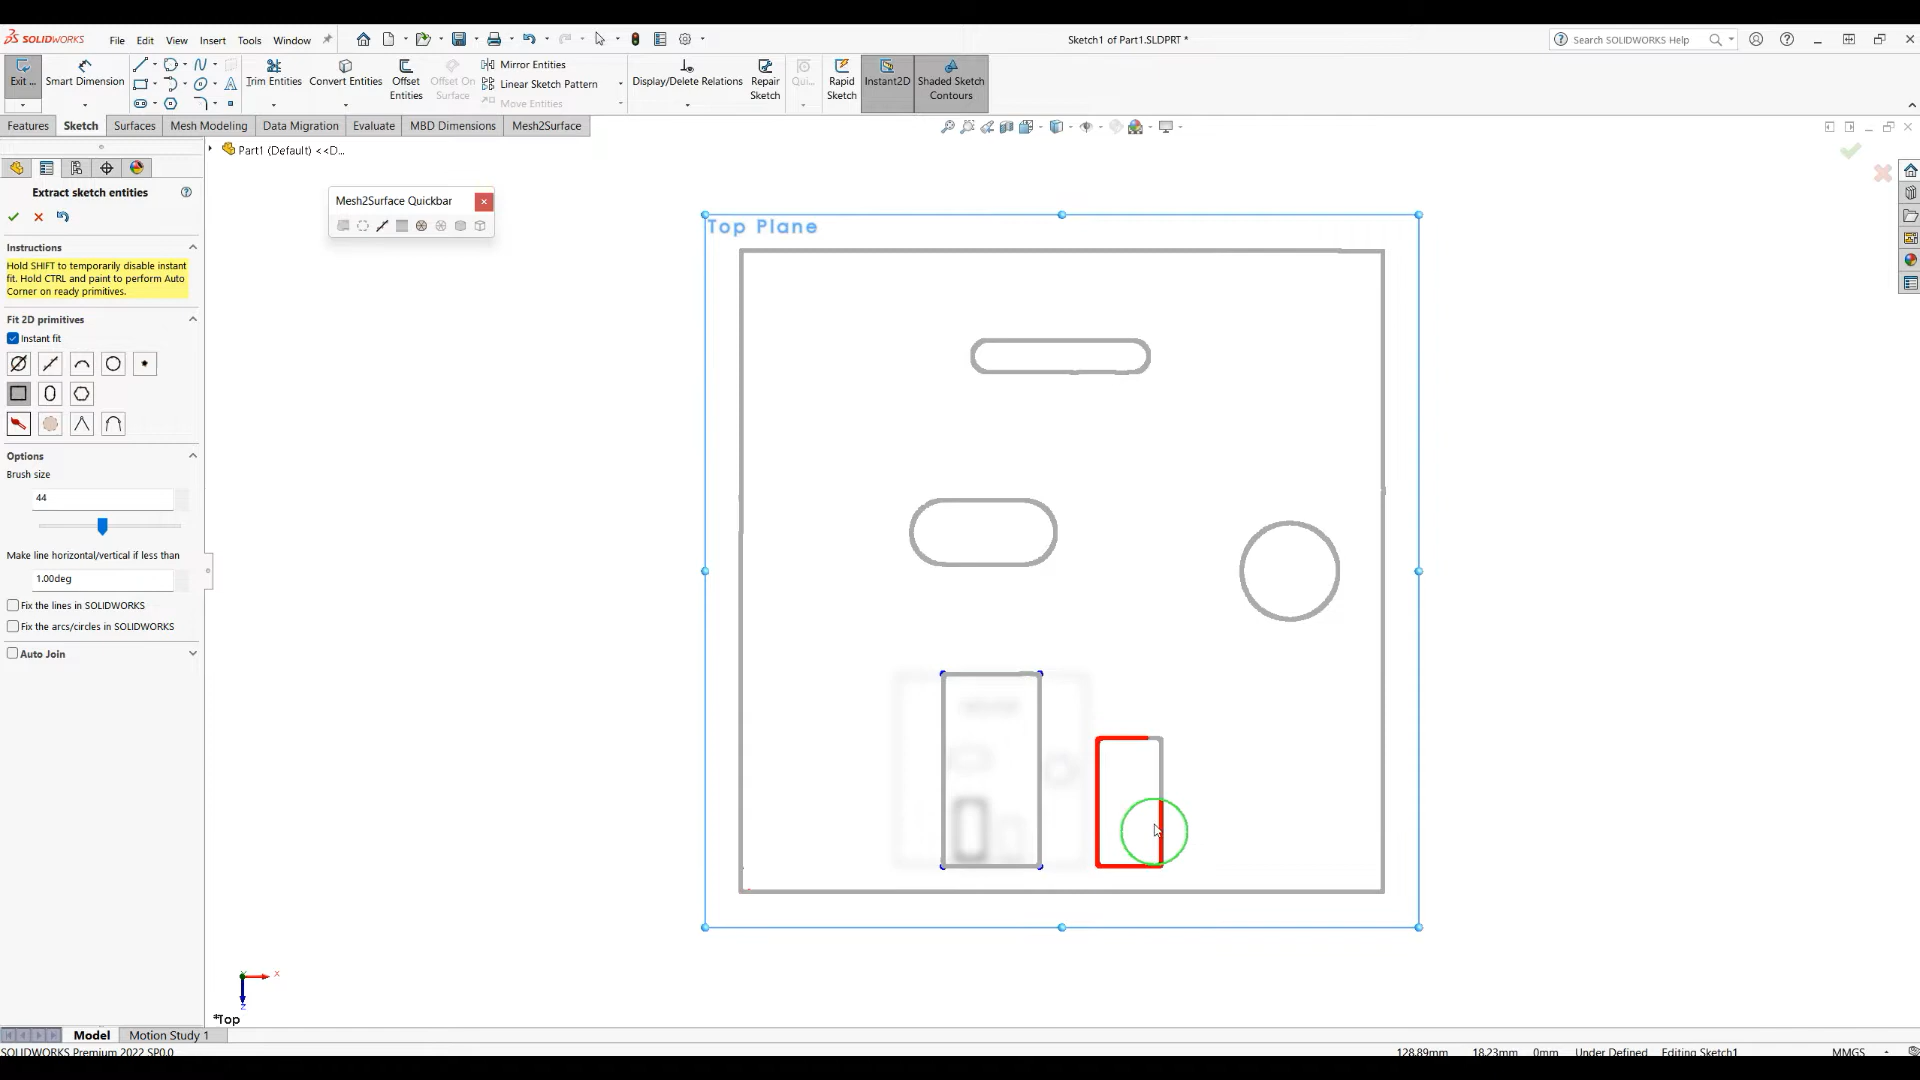 SOLIDWORKS File Edit View Insert Tools Window Sketch1 of Part1.SLDPRT * Search SOLIDWORKS Help
Exit ... Smart Dimension Trim Entities Convert Entities Offset Entities Offset On Surface Mirror Entities Linear Sketch Pattern Move Entities Display/Delete Relations Repair Sketch Qui... Rapid Sketch Instant2D Shaded Sketch Contours
Features Sketch Surfaces Mesh Modeling Data Migration Evaluate MBD Dimensions Mesh2Surface
Part1 (Default) <<D...
Extract sketch entities
Mesh2Surface Quickbar
Top Plane
Instructions
Hold SHIFT to temporarily disable instant
fit. Hold CTRL and paint to perform Auto
Corner on ready primitives.
Fit 2D primitives
Instant fit
Options
Brush size
44
Make line horizontal/vertical if less than
1.00deg
Fix the lines in SOLIDWORKS
Fix the arcs/circles in SOLIDWORKS
Auto Join
X
Z
*Top
Model Motion Study 1
SOLIDWORKS Premium 2022 SP0.0 128.89mm 18.23mm 0mm Under Defined Editing Sketch1 MMGS